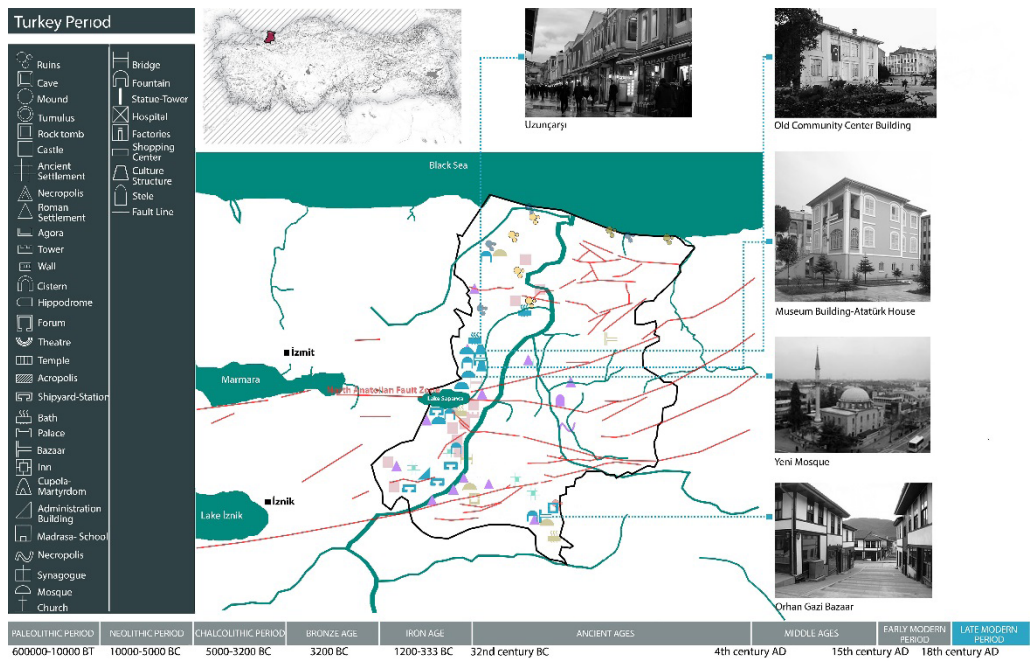 Turkey Period
Ruins
Cave
Mound
Tumulus
Rock tomb
Castle
Ancient
Settlement
Necropolis
Roman
Settlement
Agora
Tower
Wall
Cistern
Hippodrome
Forum
Theatre
Temple
Acropolis
Shipyard-Station
Bath
Palace
Bazaar
Inn
Cupola-
Martyrdom
Administration
Building
Madrasa- School
Necropolis
Synagogue
Mosque
Church
Bridge
Fountain
Statue-Tower
Hospital
Factories
Shopping
Center
Culture
Structure
Stele
Fault Line
Black Sea
İzmit
Marmara
North Anatolian Fault Zone
Lake Sapanca
İznik
Lake İznik
Uzunçarşı
Old Community Center Building
Museum Building-Atatürk House
Yeni Mosque
Orhan Gazi Bazaar
PALEOLITHIC PERIOD
NEOLITHIC PERIOD
CHALCOLITHIC PERIOD
BRONZE AGE
IRON AGE
ANCIENT AGES
MIDDLE AGES
EARLY MODERN
PERIOD
LATE MODERN
PERIOD
600000-10000 BT
10000-5000 BC
5000-3200 BC
3200 BC
1200-333 BC
32nd century BC
4th century AD
15th century AD
18th century AD